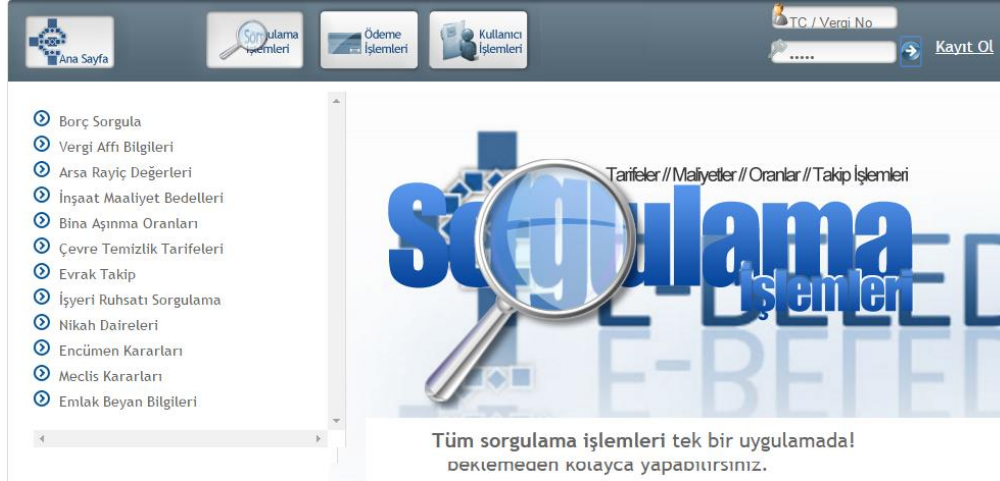 Ana Sayfa
Sorgulama
İşlemleri
Ödeme
İşlemleri
Kullanıcı
İşlemleri
TC / Vergi No
.....
Kayıt Ol
Borç Sorgula
Vergi Affı Bilgileri
Arsa Rayiç Değerleri
İnşaat Maaliyet Bedelleri
Bina Aşınma Oranları
Çevre Temizlik Tarifeleri
Evrak Takip
İşyeri Ruhsatı Sorgulama
Nikah Daireleri
Encümen Kararları
Meclis Kararları
Emlak Beyan Bilgileri
Tarifeler // Maliyetler // Oranlar // Takip İşlemleri
Sorgulama
İşlemleri
E-BELED
E-BELED
Tüm sorgulama işlemleri tek bir uygulamada!
beklemeden kolayca yapabilirsiniz.